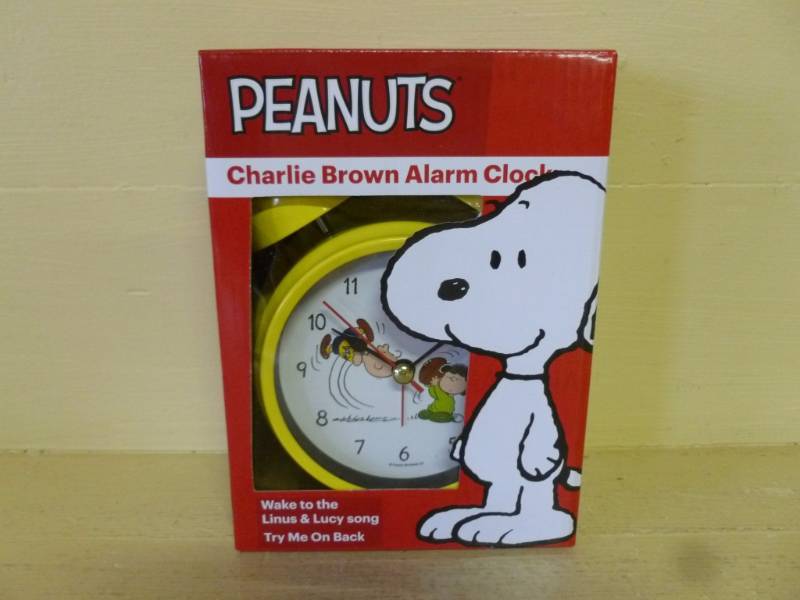 PEANUTS
Charlie Brown Alarm Clock
11
10
9
8
7
6
5
Wake to the
Linus & Lucy song
Try Me On Back